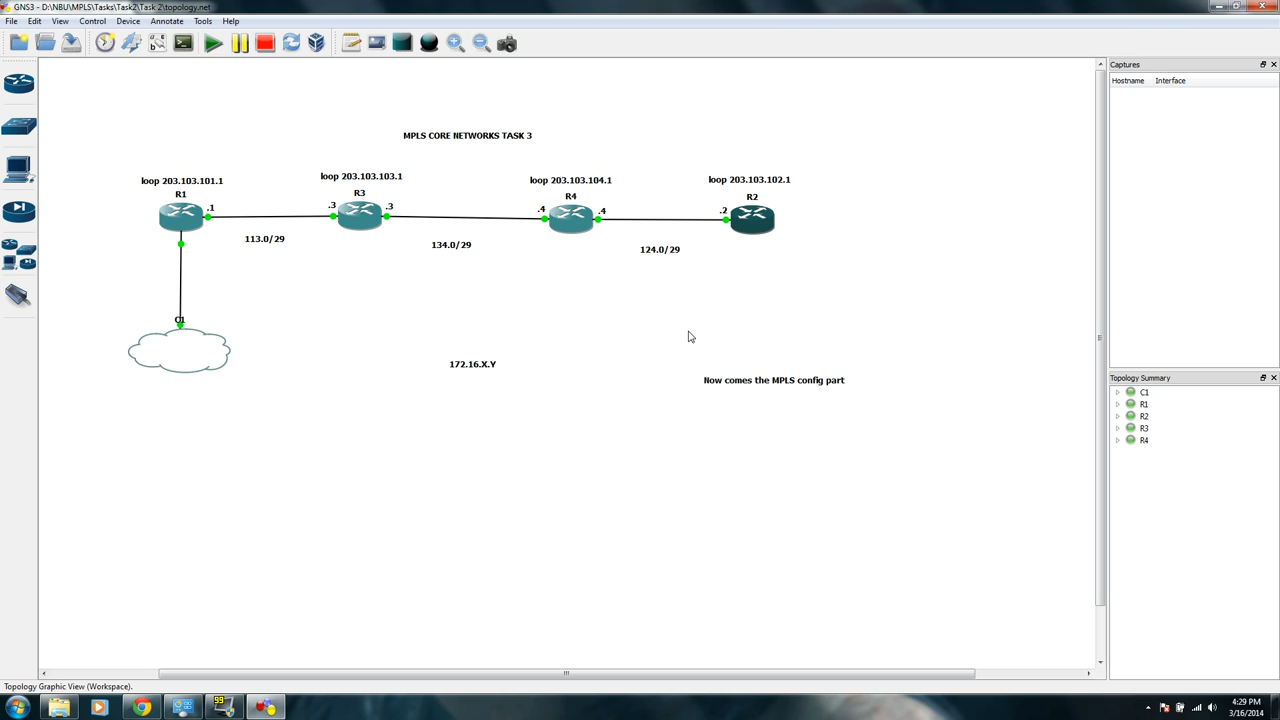 GNS3 - D:\NBU\MPLS\Tasks\Task2\Task 2\topology.net
File Edit View Control Device Annotate Tools Help
Captures
Hostname Interface
MPLS CORE NETWORKS TASK 3
loop 203.103.101.1
loop 203.103.103.1
loop 203.103.104.1
loop 203.103.102.1
R1
R3
R4
R2
.1
.3
.3
.4
.4
.2
113.0/29
134.0/29
124.0/29
C1
172.16.X.Y
Now comes the MPLS config part
Topology Summary
C1
R1
R2
R3
R4
Topology Graphic View (Workspace).
99
4:29 PM
3/16/2014